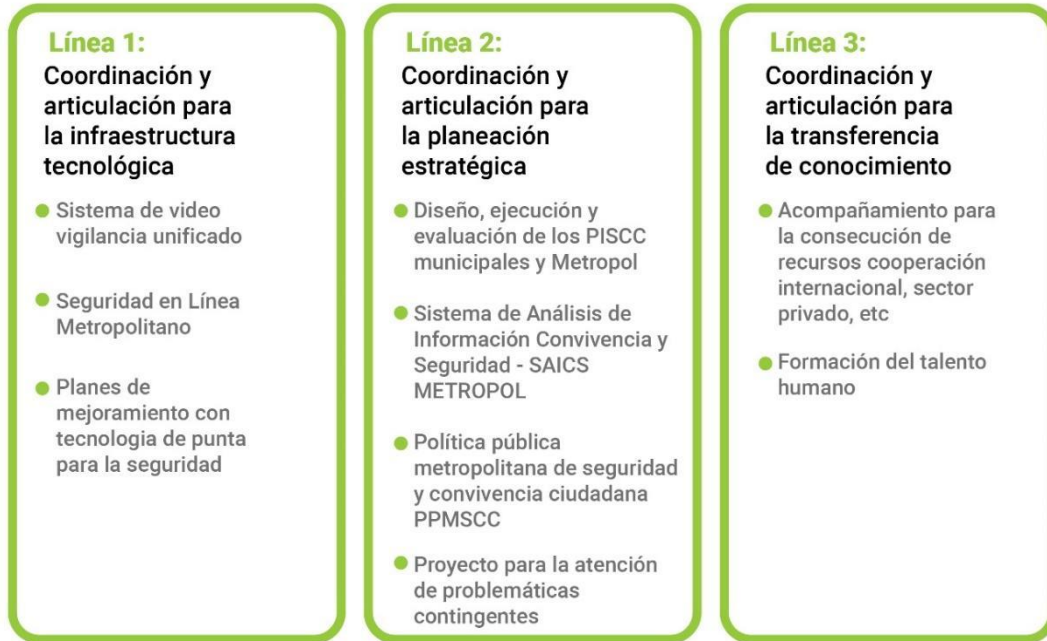 Línea 1:
Coordinación y
articulación para
la infraestructura
tecnológica
Sistema de video
vigilancia unificado
Seguridad en Línea
Metropolitano
Planes de
mejoramiento con
tecnologia de punta
para la seguridad
Línea 2:
Coordinación y
articulación para
la planeación
estratégica
Diseño, ejecución y
evaluación de los PISCC
municipales y Metropol
Sistema de Análisis de
Información Convivencia y
Seguridad - SAICS
METROPOL
Política pública
metropolitana de seguridad
y convivencia ciudadana
PPMSCC
Proyecto para la atención
de problemáticas
contingentes
Línea 3:
Coordinación y
articulación para
la transferencia
de conocimiento
Acompañamiento para
la consecución de
recursos cooperación
internacional, sector
privado, etc
Formación del talento
humano